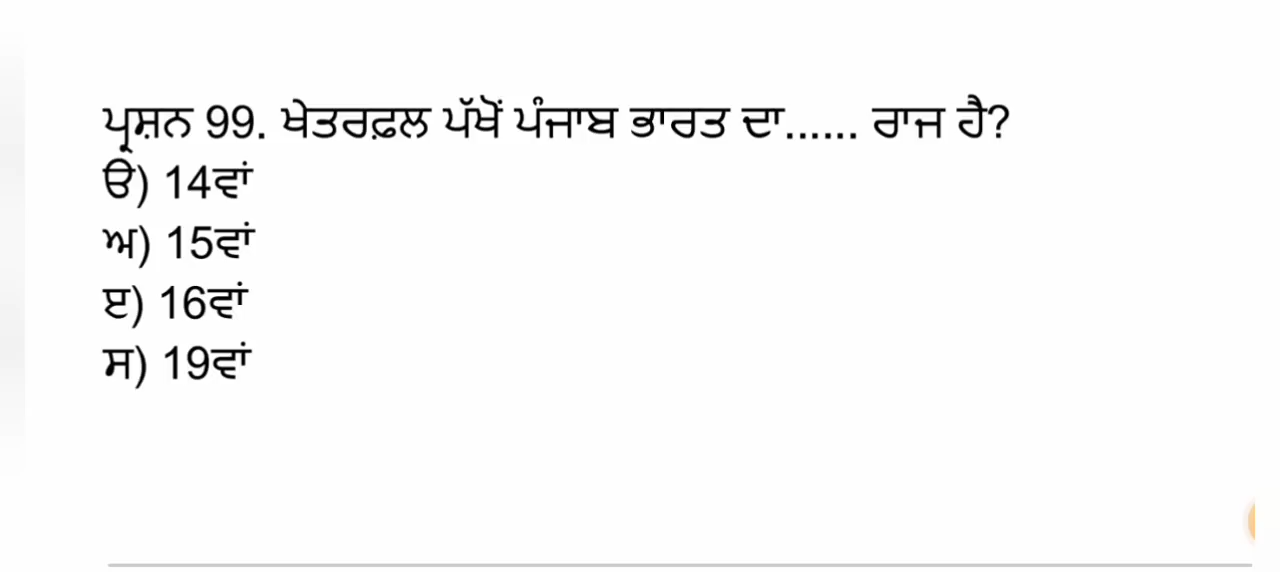 ਪ੍ਰਸ਼ਨ 99. ਖੇਤਰਫ਼ਲ ਪੱਖੋਂ ਪੰਜਾਬ ਭਾਰਤ ਦਾ...... ਰਾਜ ਹੈ?
ੳ) 14ਵਾਂ
ਅ) 15ਵਾਂ
ੲ) 16ਵਾਂ
ਸ) 19ਵਾਂ